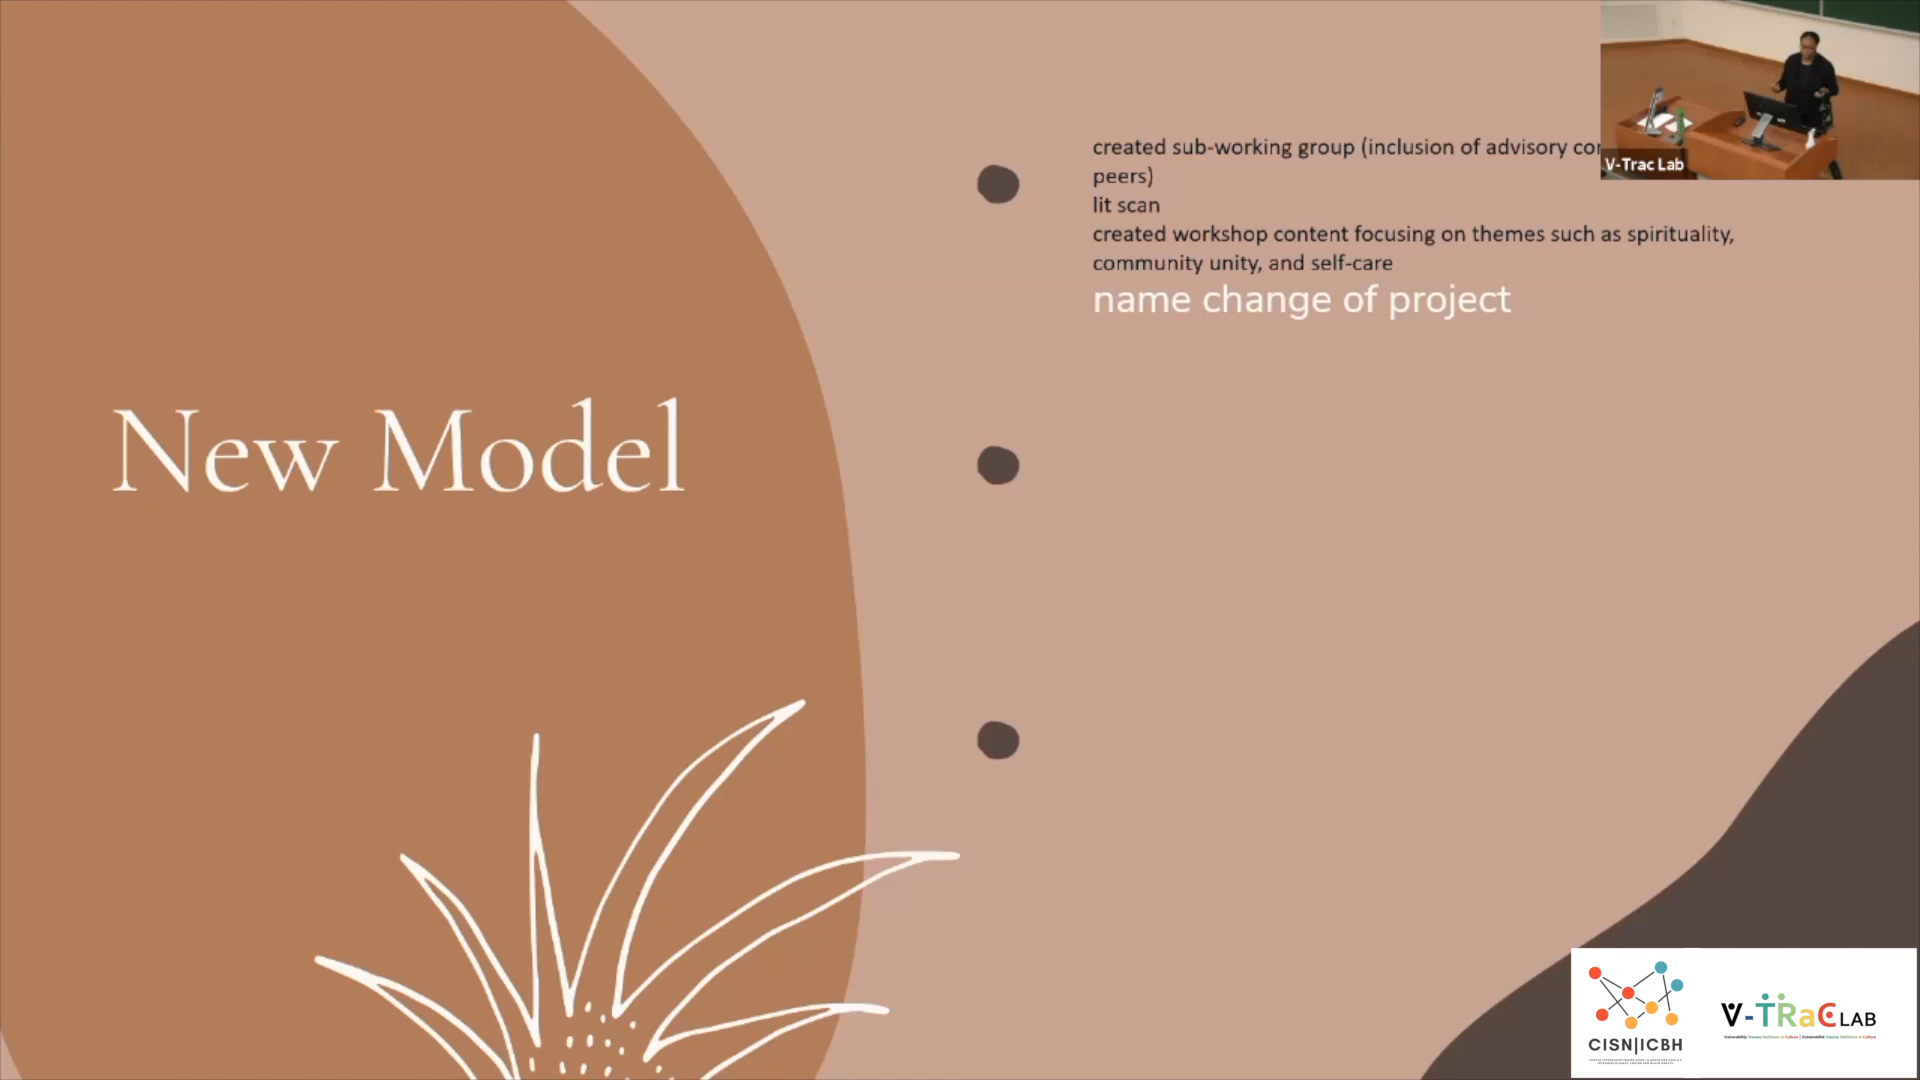 New Model
created sub-working group (inclusion of advisory
peers)
lit scan
created workshop content focusing on themes such as spirituality,
community unity, and self-care
name change of project
V-Trac Lab
CISN|ICBH
V-TRaC LAB